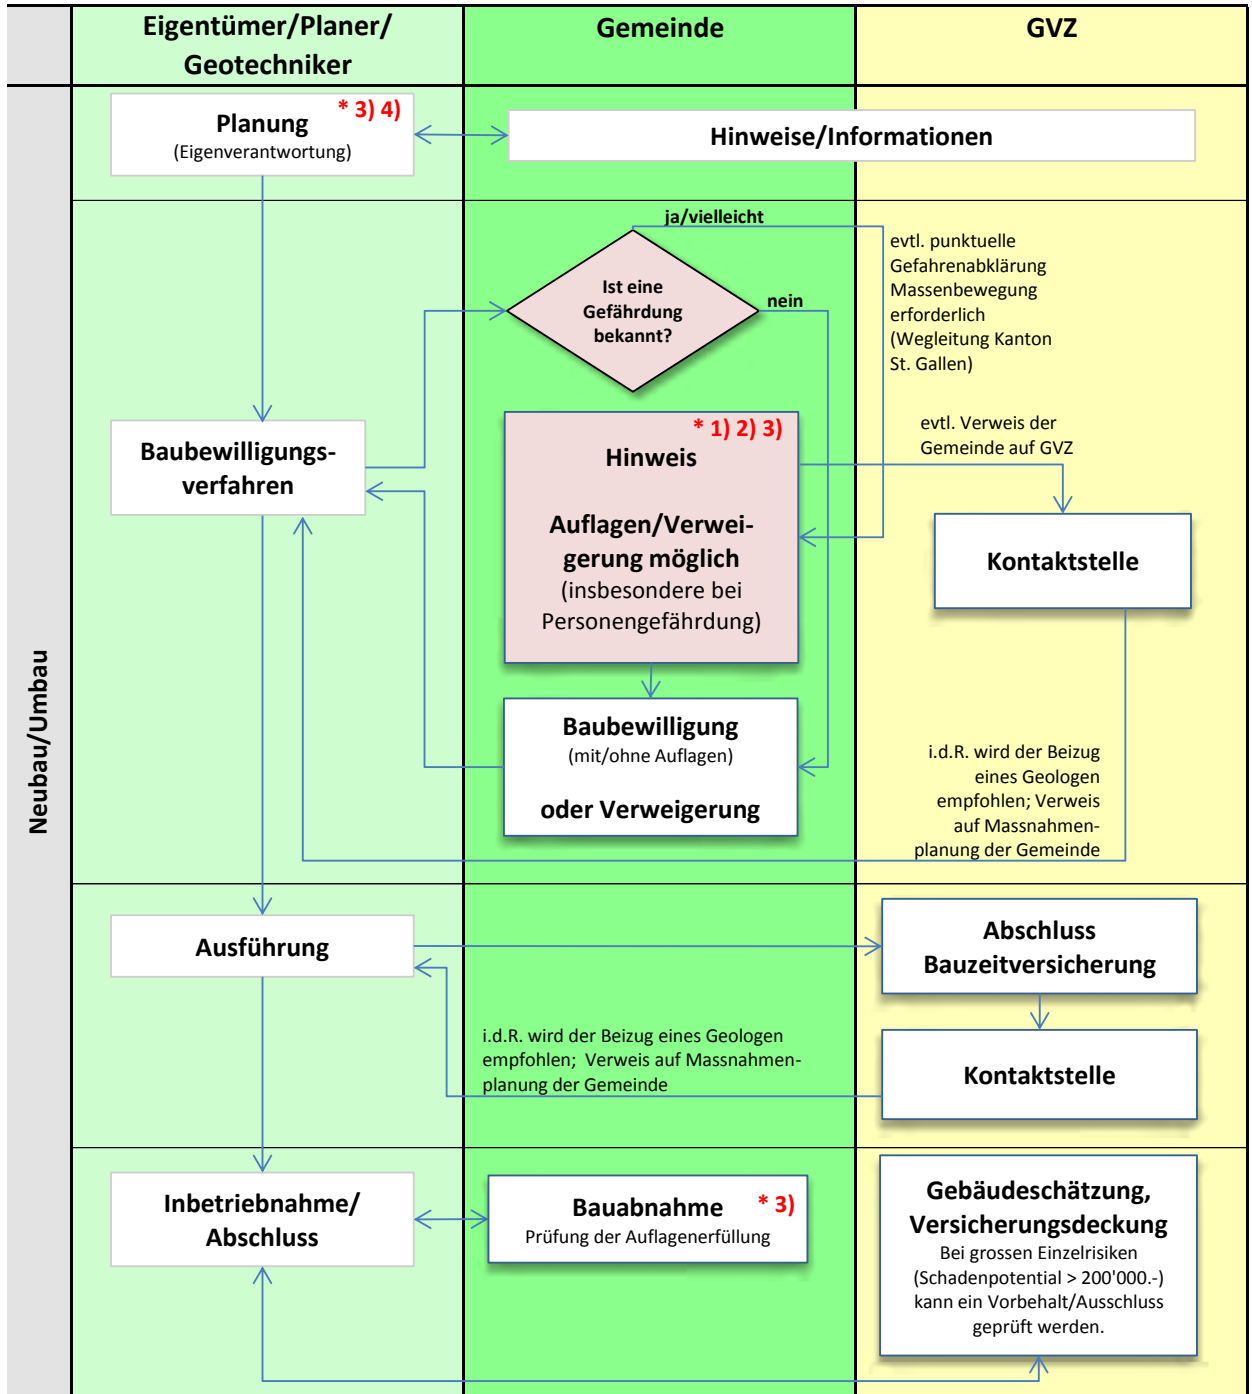 Eigentümer/Planer/
Geotechniker
Gemeinde
GVZ
Neubau/Umbau
* 3) 4)
Planung
(Eigenverantwortung)
Hinweise/Informationen
ja/vielleicht
Ist eine
Gefährdung
bekannt?
nein
evtl. punktuelle
Gefahrenabklärung
Massenbewegung
erforderlich
(Wegleitung Kanton
St. Gallen)
Baubewilligungs-
verfahren
* 1) 2) 3)
Hinweis
Auflagen/Verwei-
gerung möglich
(insbesondere bei
Personengefährdung)
evtl. Verweis der
Gemeinde auf GVZ
Kontaktstelle
Baubewilligung
(mit/ohne Auflagen)
oder Verweigerung
i.d.R. wird der Beizug
eines Geologen
empfohlen; Verweis
auf Massnahmen-
planung der Gemeinde
Ausführung
Abschluss
Bauzeitversicherung
i.d.R. wird der Beizug eines Geologen
empfohlen; Verweis auf Massnahmen-
planung der Gemeinde
Kontaktstelle
Inbetriebnahme/
Abschluss
* 3)
Bauabnahme
Prüfung der Auflagenerfüllung
Gebäudeschätzung,
Versicherungsdeckung
Bei grossen Einzelrisiken
(Schadenpotential > 200'000.-)
kann ein Vorbehalt/Ausschluss
geprüft werden.